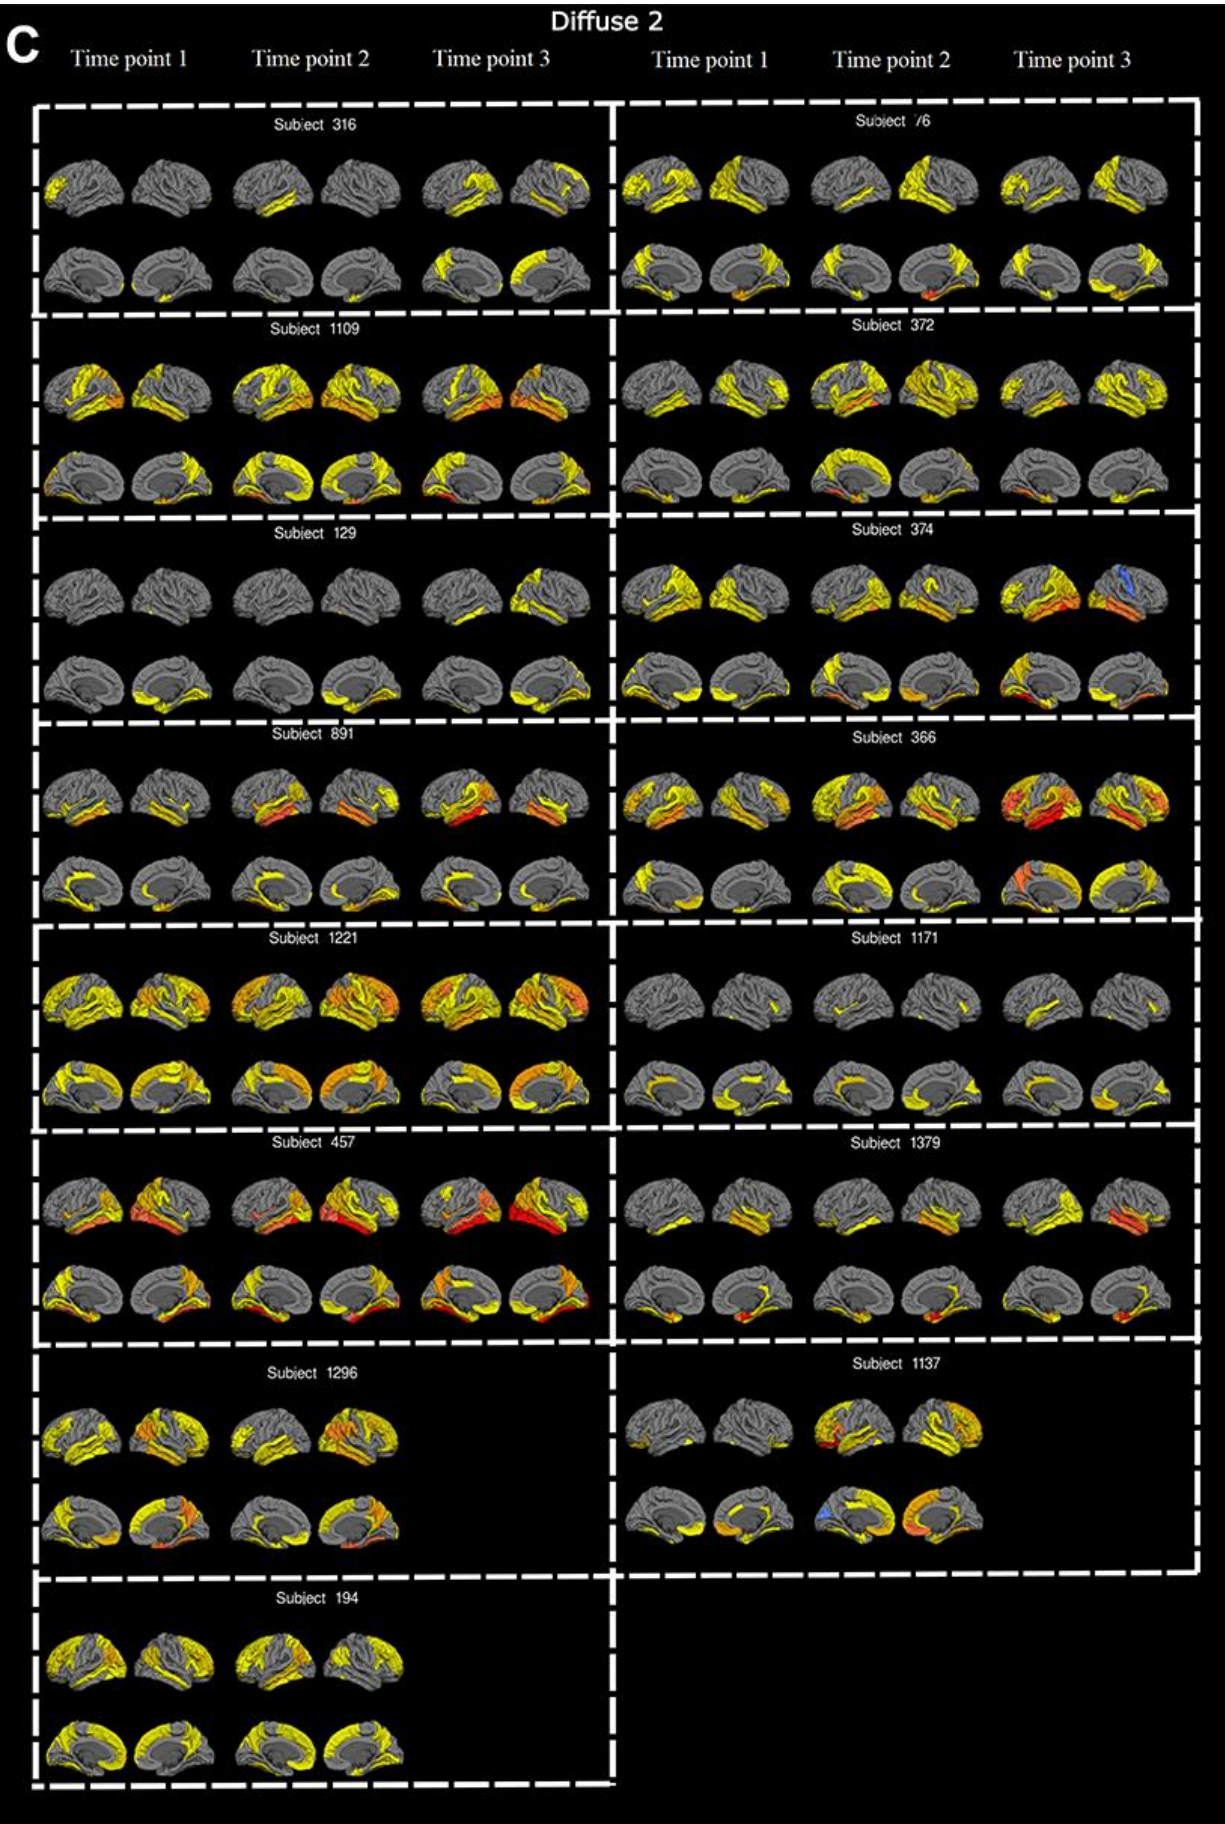 Diffuse 2
C
Time point 1 Time point 2 Time point 3 Time point 1 Time point 2 Time point 3
Subject 316 Subject 76
Subject 1109 Subject 372
Subject 129 Subject 374
Subject 891 Subject 366
Subject 1221 Subject 1171
Subject 457 Subject 1379
Subject 1296 Subject 1137
Subject 194